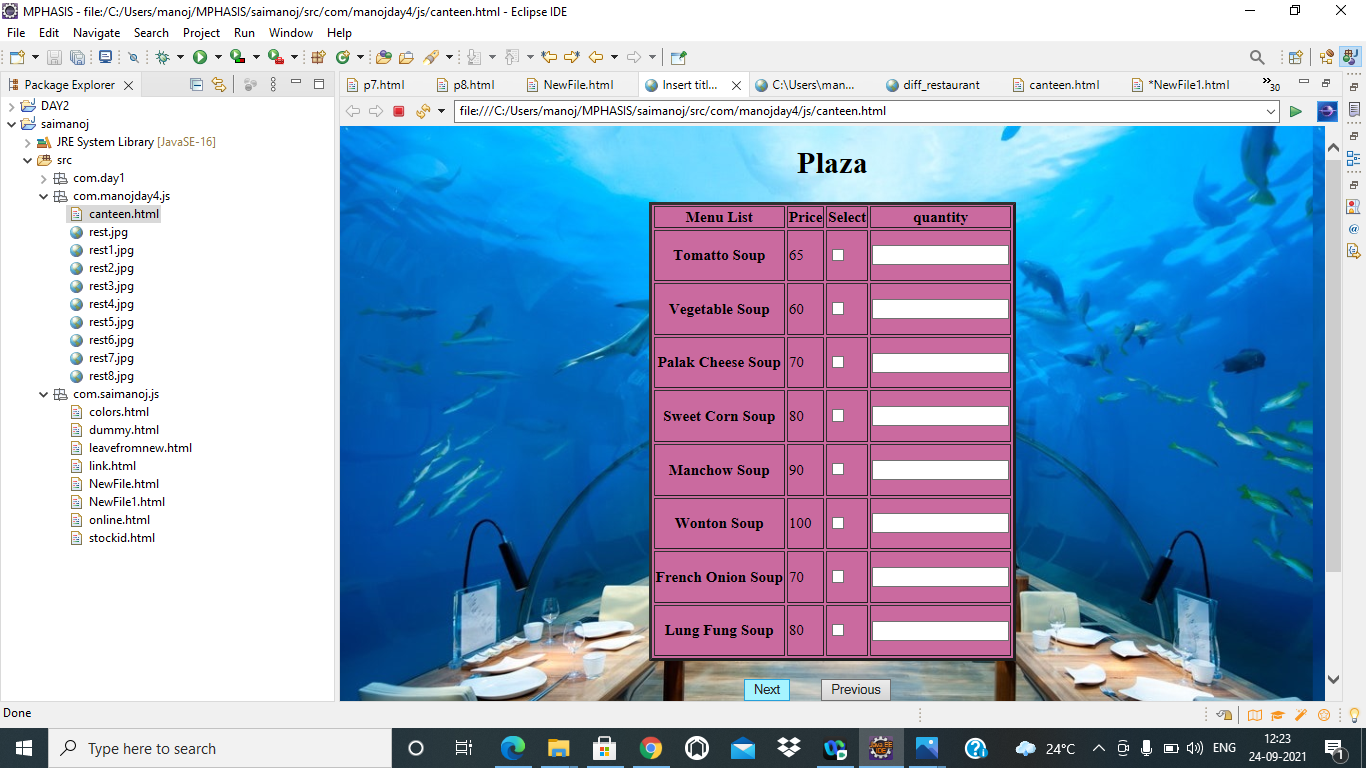 MPHASIS - file:/C:/Users/manoj/MPHASIS/saimanoj/src/com/manojday4/js/canteen.html - Eclipse IDE
File Edit Navigate Search Project Run Window Help
Package Explorer
p7.html p8.html NewFile.html Insert titl... C:\Users\man... diff_restaurant canteen.html *NewFile1.html »30
file:///C:/Users/manoj/MPHASIS/saimanoj/src/com/manojday4/js/canteen.html
DAY2
saimanoj
JRE System Library [JavaSE-16]
src
com.day1
com.manojday4.js
canteen.html
rest.jpg
rest1.jpg
rest2.jpg
rest3.jpg
rest4.jpg
rest5.jpg
rest6.jpg
rest7.jpg
rest8.jpg
com.saimanoj.js
colors.html
dummy.html
leavefromnew.html
link.html
NewFile.html
NewFile1.html
online.html
stockid.html
Plaza
Menu List Price Select quantity
Tomatto Soup 65
Vegetable Soup 60
Palak Cheese Soup 70
Sweet Corn Soup 80
Manchow Soup 90
Wonton Soup 100
French Onion Soup 70
Lung Fung Soup 80
Next Previous
Done
Type here to search
24°C ENG 12:23
24-09-2021
1